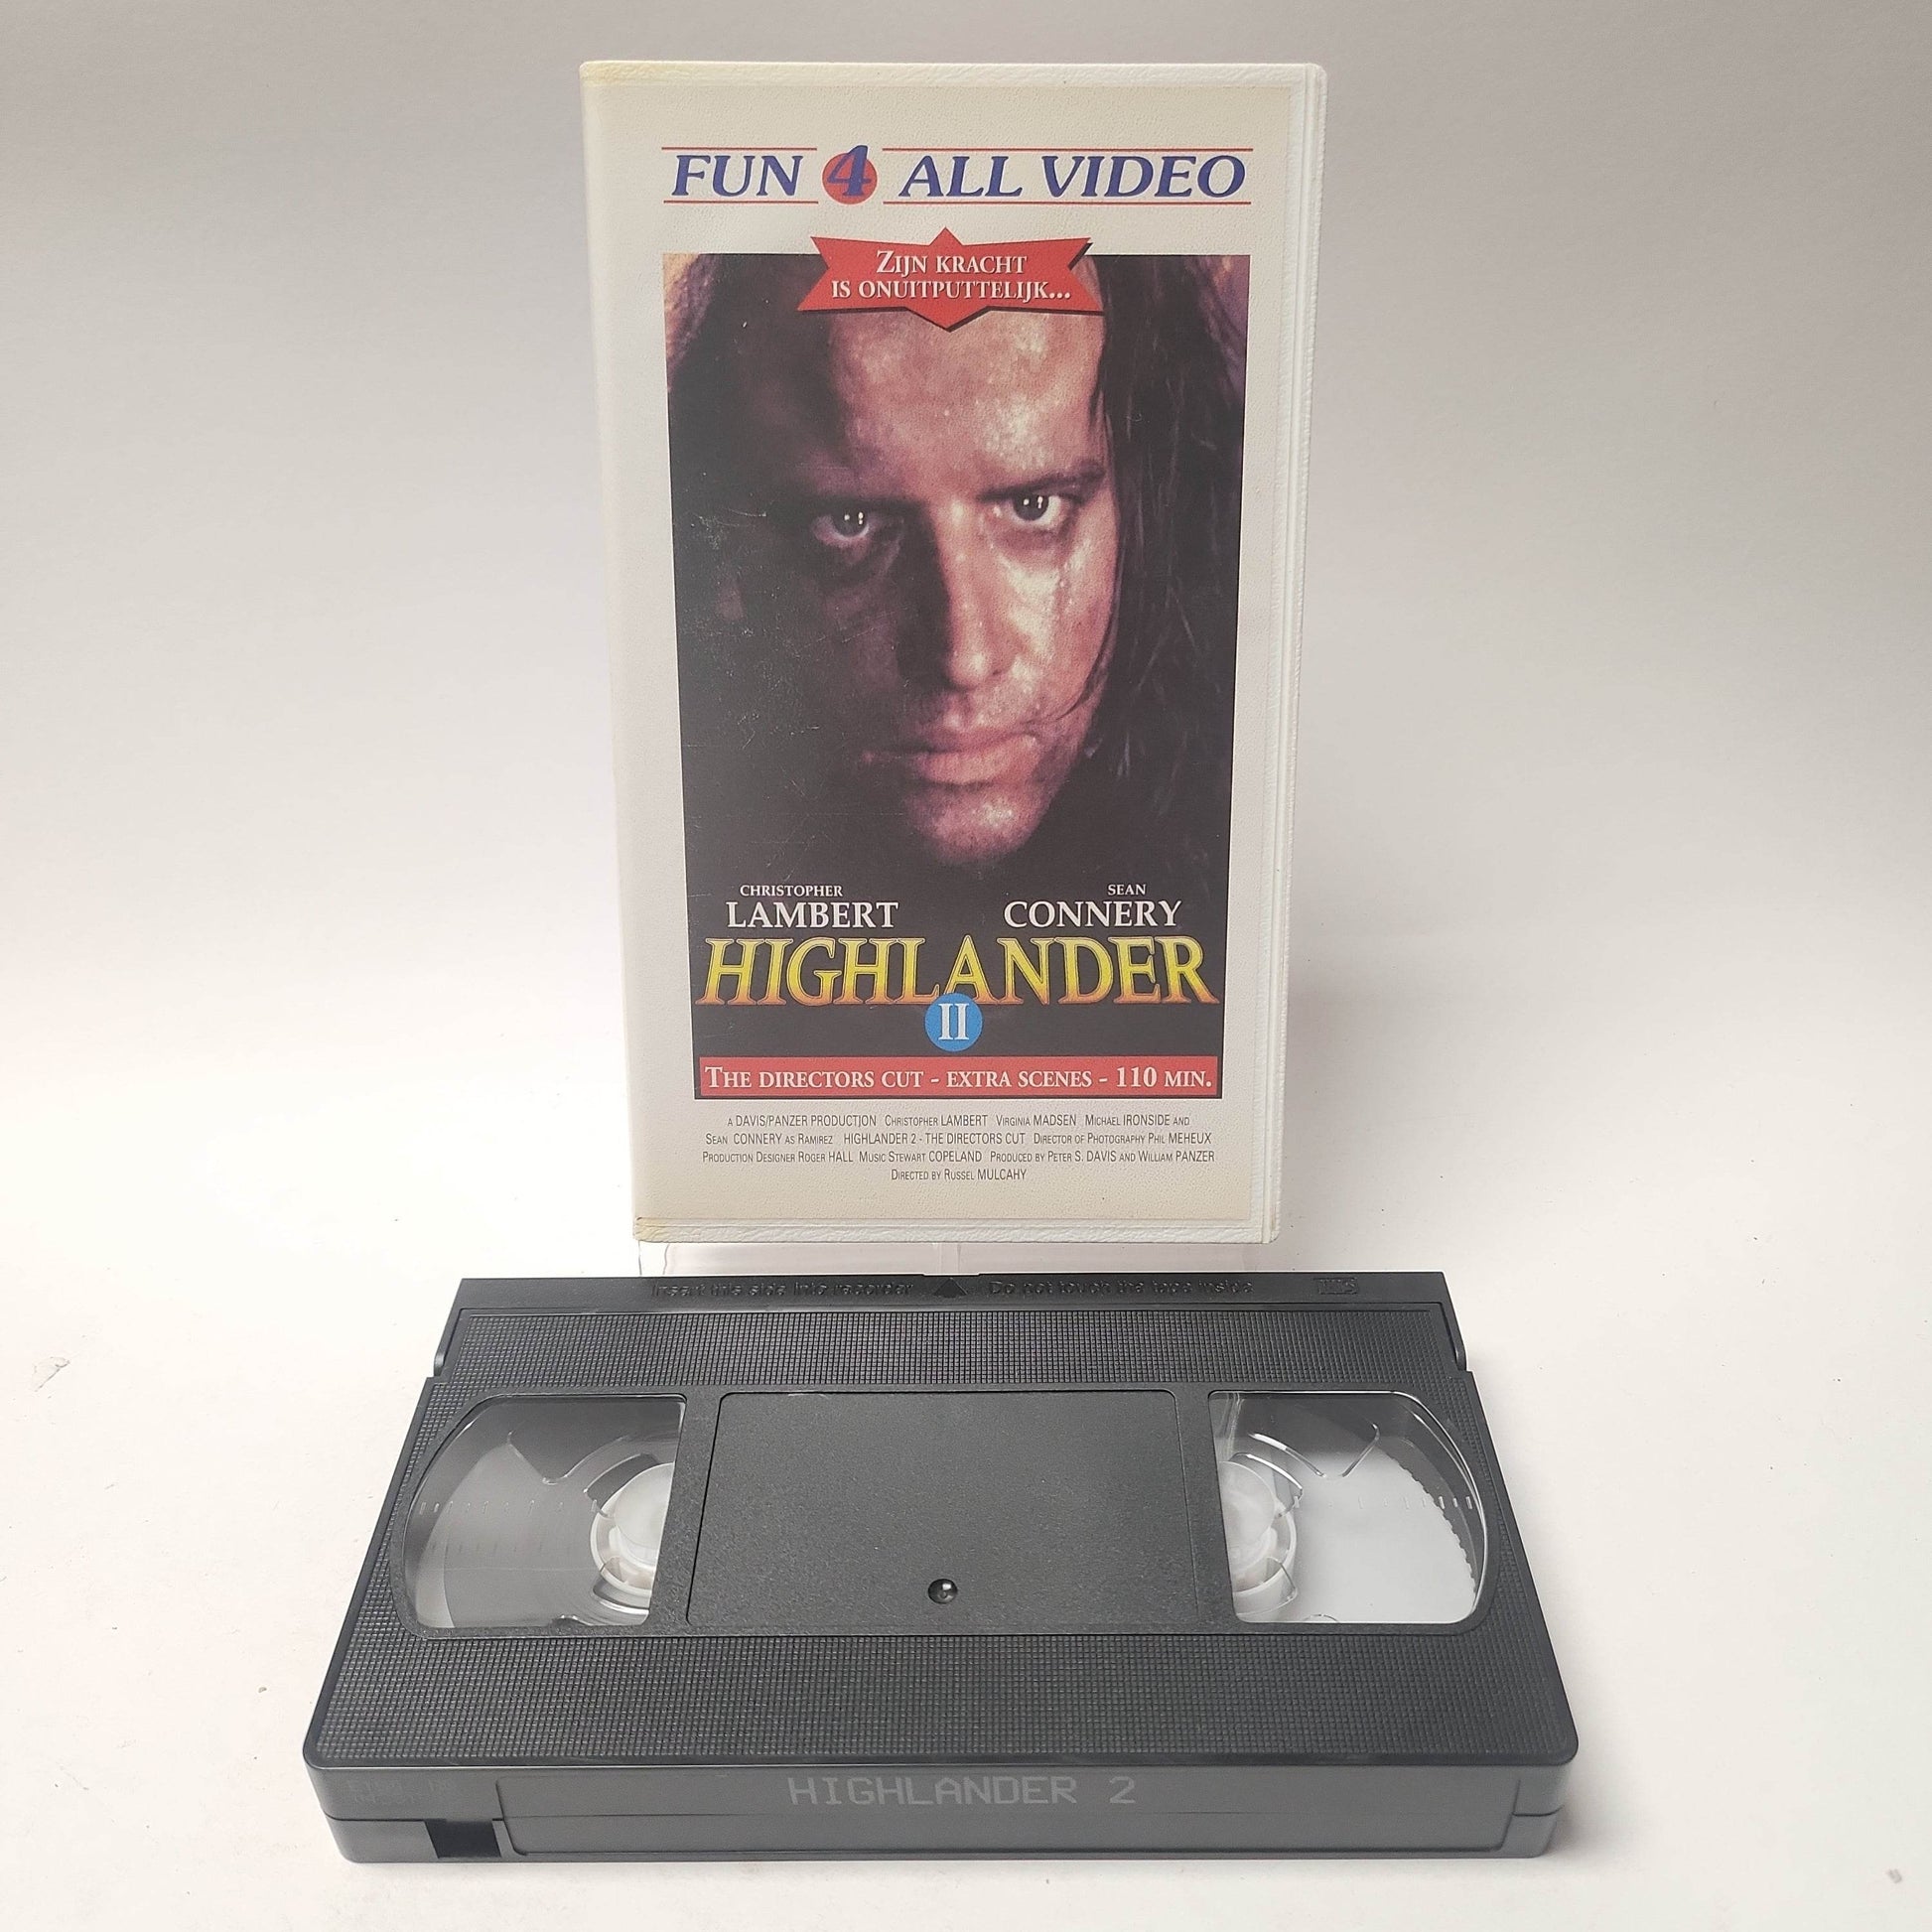 FUN 4 ALL VIDEO
ZIJN KRACHT
IS ONUITPUTTELIJK...
CHRISTOPHER LAMBERT
SEAN CONNERY
HIGHLANDER
II
THE DIRECTORS CUT - EXTRA SCENES - 110 MIN.
A DAVIS/PANZER PRODUCTION CHRISTOPHER LAMBERT VIRGINIA MADSEN MICHAEL IRONSIDE AND
SEAN CONNERY AS RAMIREZ HIGHLANDER 2 - THE DIRECTORS CUT DIRECTOR OF PHOTOGRAPHY PHIL MEHEUX
PRODUCTION DESIGNER ROGER HALL MUSIC STEWART COPELAND PRODUCED BY PETER S. DAVIS AND WILLIAM PANZER
DIRECTED BY RUSSEL MULCAHY
Insert this side into recorder Do not touch the tape inside VHS
HIGHLANDER 2